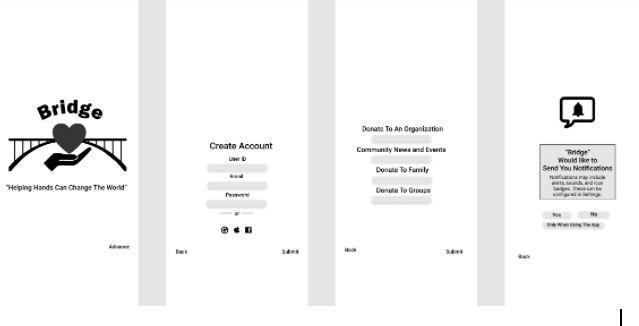 Bridge
"Helping Hands Can Change The World"
Advance
Create Account
User ID
Email
Password
or
Back
Submit
Donate To An Organization
Community News and Events
Donate To Family
Donate To Groups
Back
Submit
"Bridge"
Would like to
Send You Notifications
Notifications may include
alerts, sounds, and icon
badges. These can be
configured in Settings.
Yes
No
Only When Using The App
Back